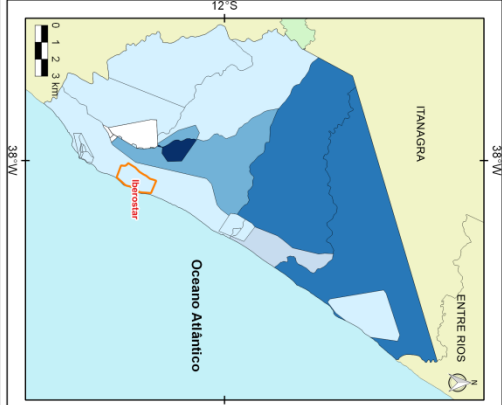 12°S
38°W
38°W
ITANAGRA
ENTRE RIOS
N
Iberostar
Oceano Atlântico
0 1 2 3 km